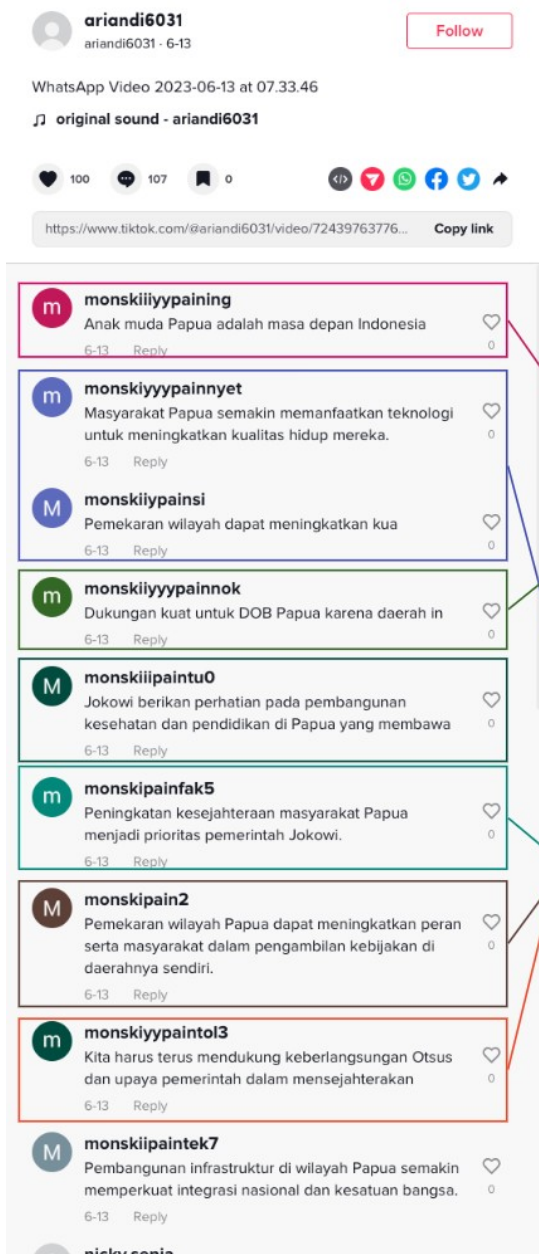 ariandi6031
ariandi6031 · 6-13
Follow
WhatsApp Video 2023-06-13 at 07.33.46
original sound - ariandi6031
100 107 0
https://www.tiktok.com/@ariandi6031/video/72439763776... Copy link
m
monskiiiyypaining
Anak muda Papua adalah masa depan Indonesia
0
6-13 Reply
m
monskiyyypainnyet
Masyarakat Papua semakin memanfaatkan teknologi
untuk meningkatkan kualitas hidup mereka.
0
6-13 Reply
M
monskiiypainsi
Pemekaran wilayah dapat meningkatkan kua
0
6-13 Reply
m
monskiiyyypainnok
Dukungan kuat untuk DOB Papua karena daerah in
0
6-13 Reply
M
monskiiipaintu0
Jokowi berikan perhatian pada pembangunan
kesehatan dan pendidikan di Papua yang membawa
0
6-13 Reply
m
monskipainfak5
Peningkatan kesejahteraan masyarakat Papua
menjadi prioritas pemerintah Jokowi.
0
6-13 Reply
M
monskipain2
Pemekaran wilayah Papua dapat meningkatkan peran
serta masyarakat dalam pengambilan kebijakan di
0
daerahnya sendiri.
6-13 Reply
m
monskiyypaintol3
Kita harus terus mendukung keberlangsungan Otsus
dan upaya pemerintah dalam mensejahterakan
0
6-13 Reply
M
monskiipaintek7
Pembangunan infrastruktur di wilayah Papua semakin
memperkuat integrasi nasional dan kesatuan bangsa.
0
6-13 Reply